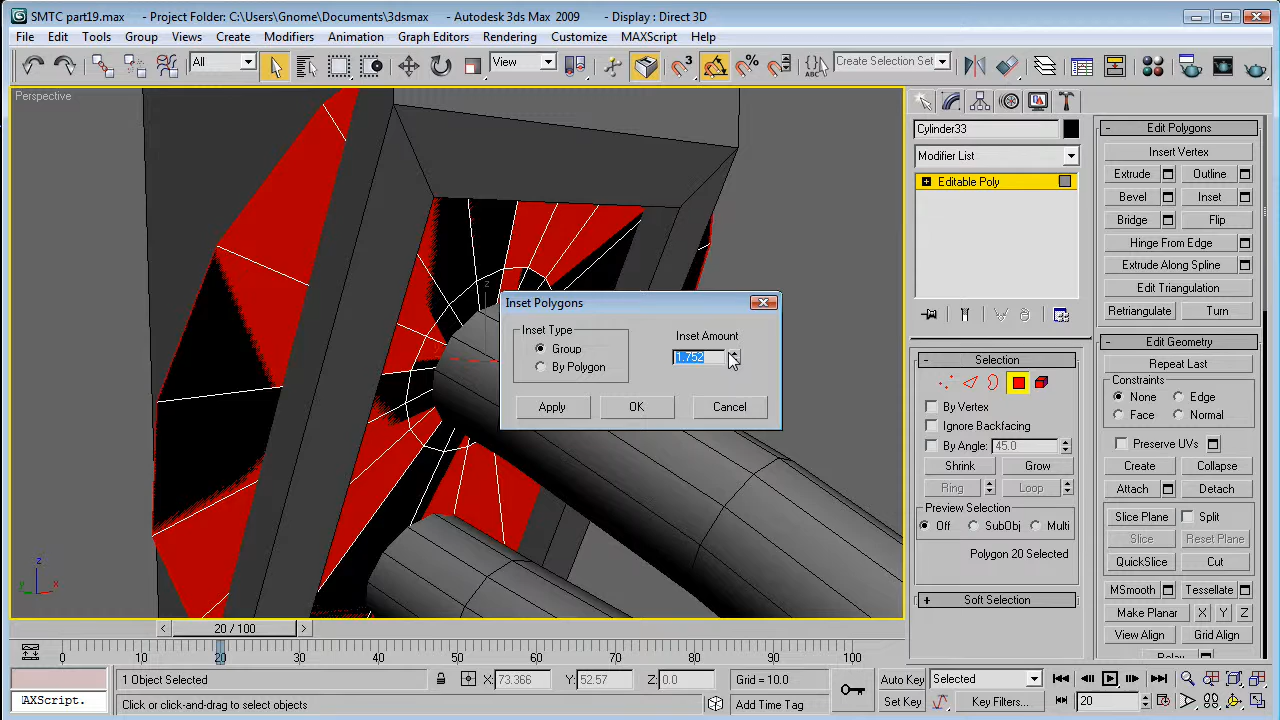 SMTC part19.max - Project Folder: C:\Users\Gnome\Documents\3dsmax - Autodesk 3ds Max 2009 - Display : Direct 3D
File Edit Tools Group Views Create Modifiers Animation Graph Editors Rendering Customize MAXScript Help
All View 3 Create Selection Set
Perspective
Cylinder33
Modifier List
Editable Poly
Edit Polygons
Insert Vertex
Extrude Outline
Bevel Inset
Bridge Flip
Hinge From Edge
Extrude Along Spline
Edit Triangulation
Retriangulate Turn
Edit Geometry
Repeat Last
Constraints
None Edge
Face Normal
Preserve UVs
Create Collapse
Attach Detach
Slice Plane Split
Slice Reset Plane
QuickSlice Cut
MSmooth Tessellate
Make Planar X Y Z
View Align Grid Align
Relax
Selection
By Vertex
Ignore Backfacing
By Angle: 45.0
Shrink Grow
Ring Loop
Preview Selection
Off SubObj Multi
Polygon 20 Selected
Soft Selection
Inset Polygons
Inset Type
Group
By Polygon
Inset Amount
1.752
Apply OK Cancel
z
z
y x
20 / 100
0 10 20 30 40 50 60 70 80 90 100
1 Object Selected X: 73.366 Y: 52.57 Z: 0.0 Grid = 10.0 Auto Key Selected
AXScript. Click or click-and-drag to select objects Add Time Tag Set Key Key Filters... 20